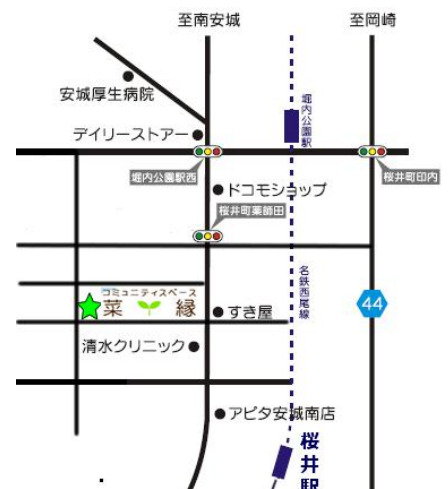 至南安城
至岡崎
安城厚生病院
堀内公園駅
デイリーストアー
堀内公園駅西
桜井町印内
ドコモショップ
桜井町薬師田
名鉄西尾線
コミュニティスペース
菜 縁
44
すき屋
清水クリニック
アピタ安城南店
桜井駅